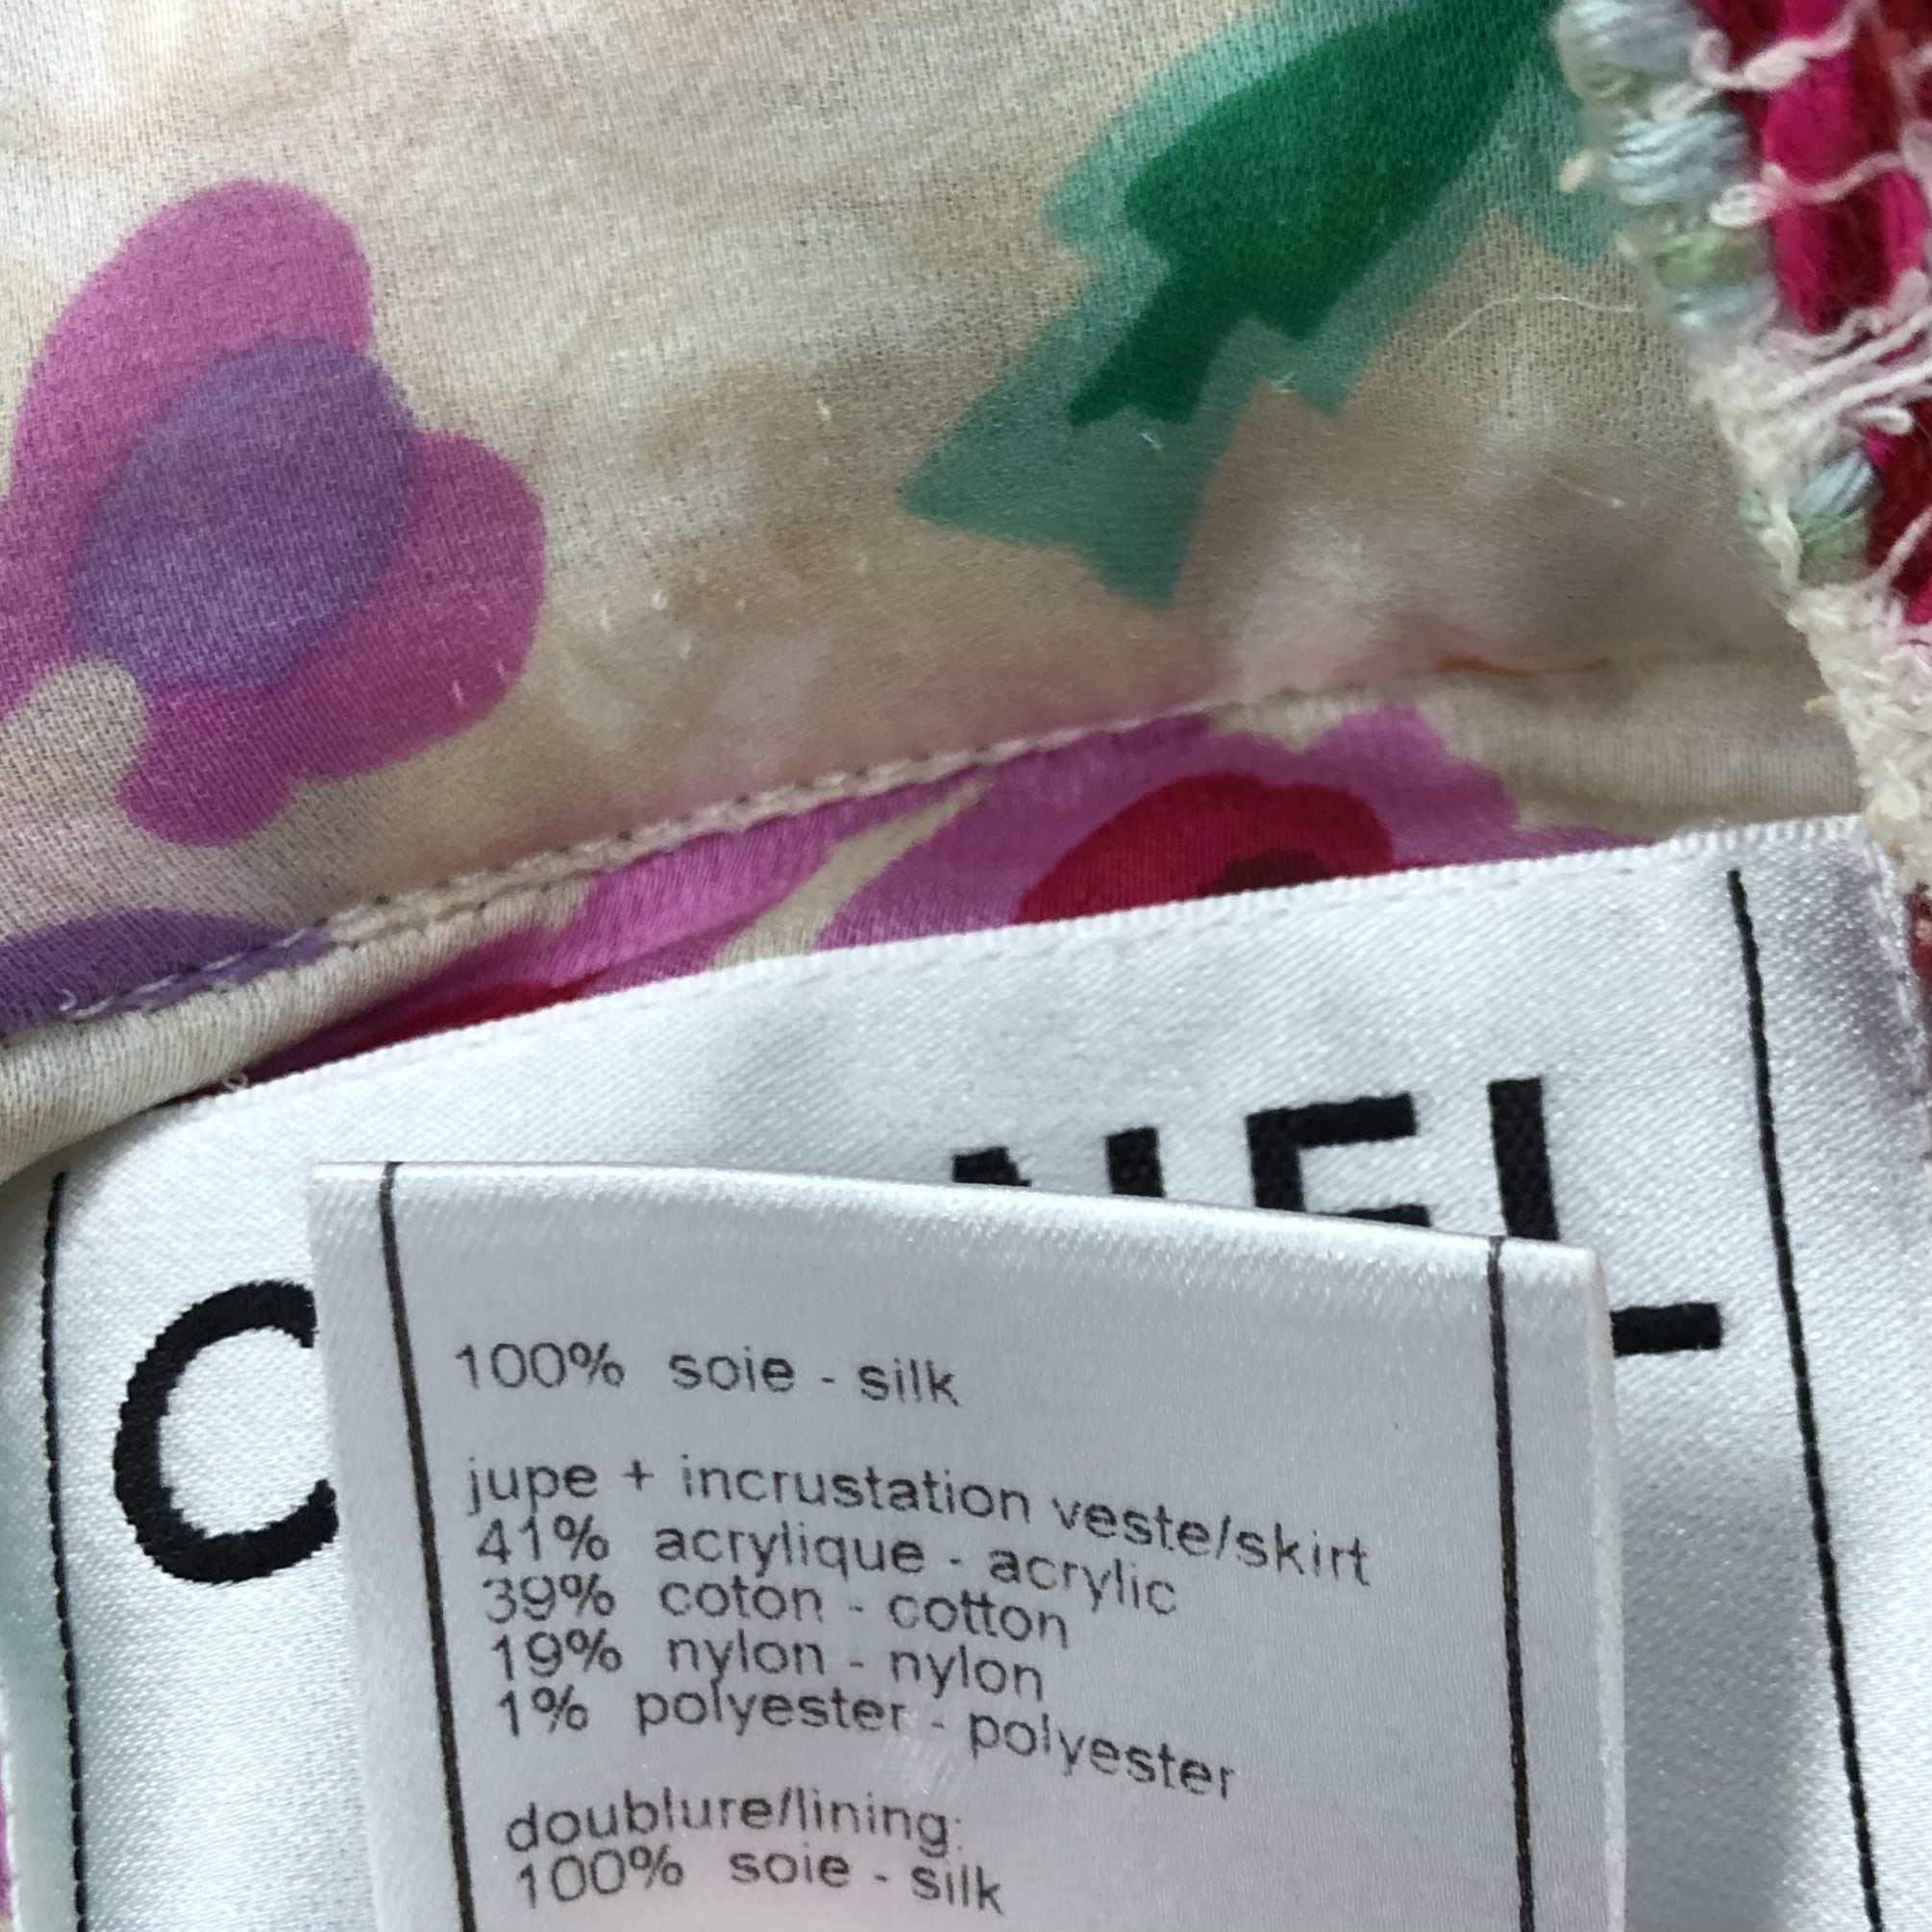 100% soie - silk
jupe + incrustation veste/skirt
41% acrylique - acrylic
39% coton - cotton
19% nylon - nylon
1% polyester - polyester
doublure/lining:
100% soie - silk